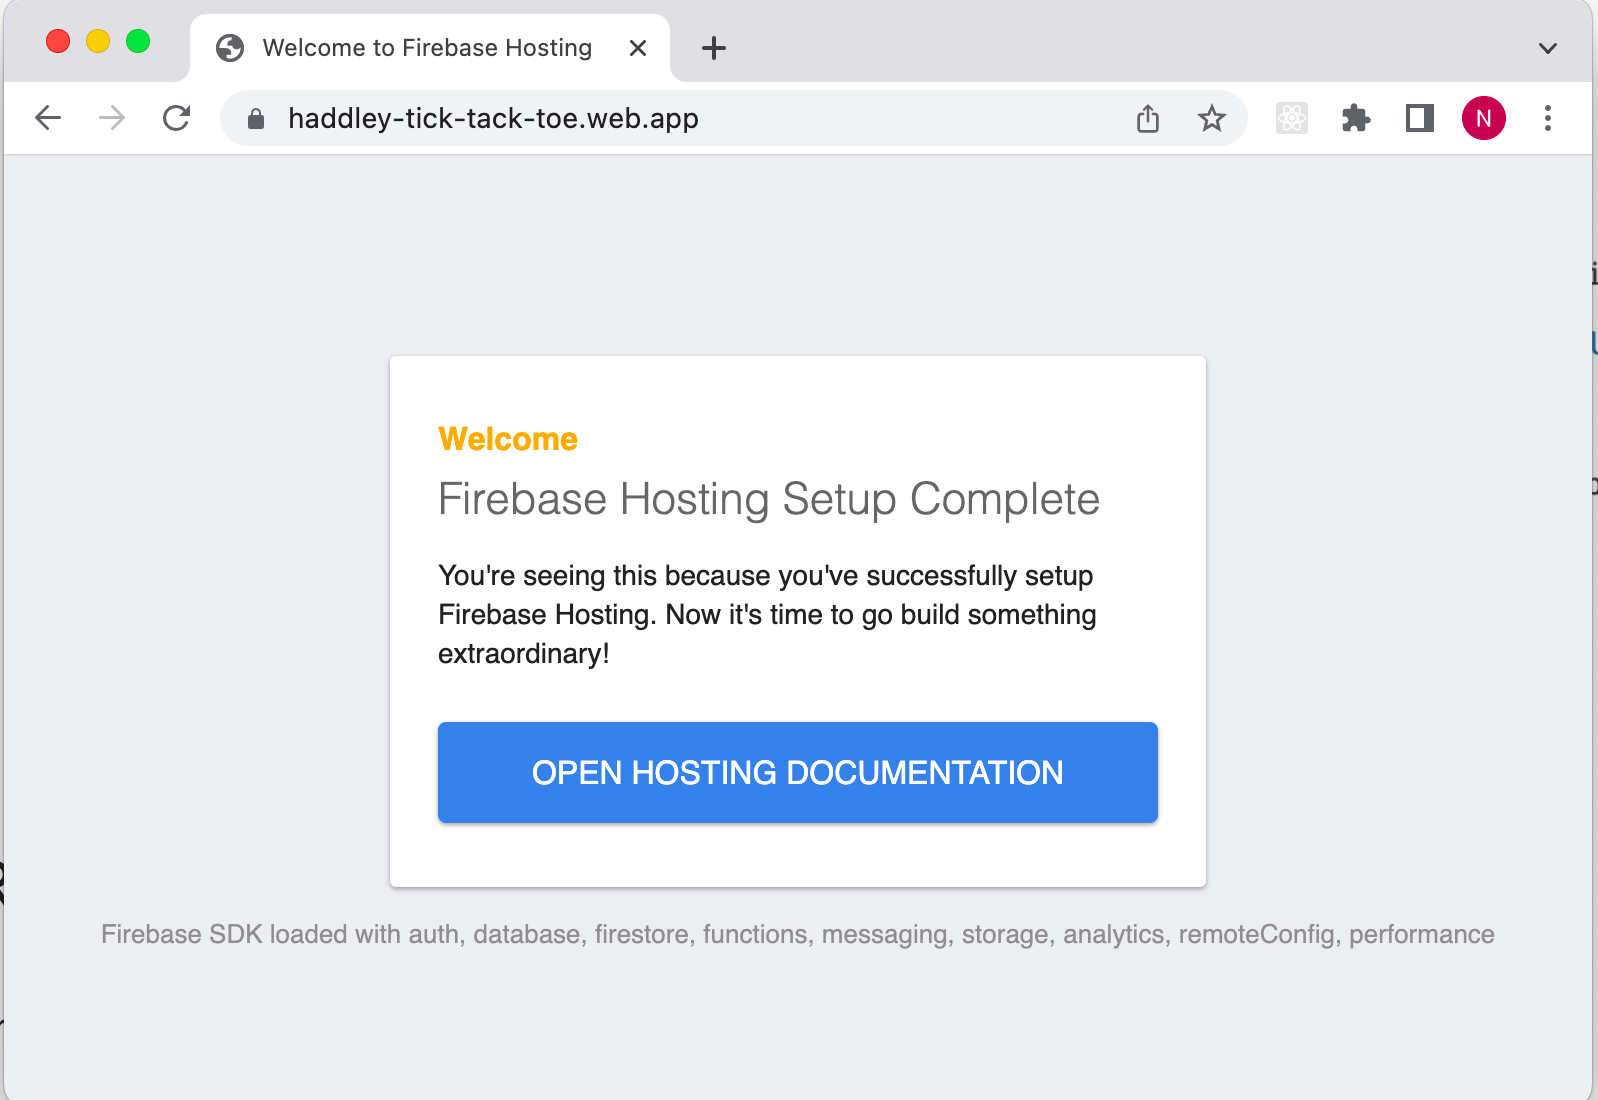 Welcome to Firebase Hosting
haddley-tick-tack-toe.web.app
N
Welcome
Firebase Hosting Setup Complete
You're seeing this because you've successfully setup
Firebase Hosting. Now it's time to go build something
extraordinary!
OPEN HOSTING DOCUMENTATION
Firebase SDK loaded with auth, database, firestore, functions, messaging, storage, analytics, remoteConfig, performance